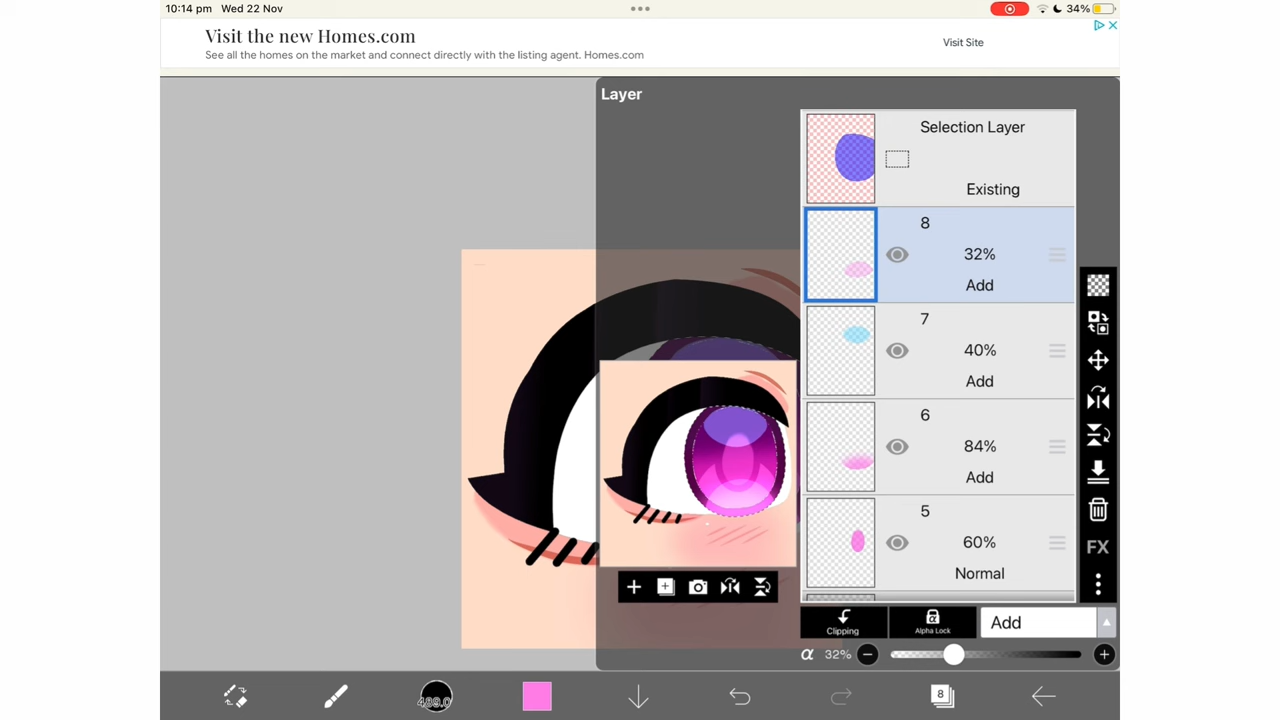 10:14 pm Wed 22 Nov
34%
Visit the new Homes.com
See all the homes on the market and connect directly with the listing agent. Homes.com
Visit Site
Layer
Selection Layer
Existing
8
32%
Add
7
40%
Add
6
84%
Add
5
60%
Normal
FX
Clipping
Alpha Lock
Add
α 32%
489.0
8